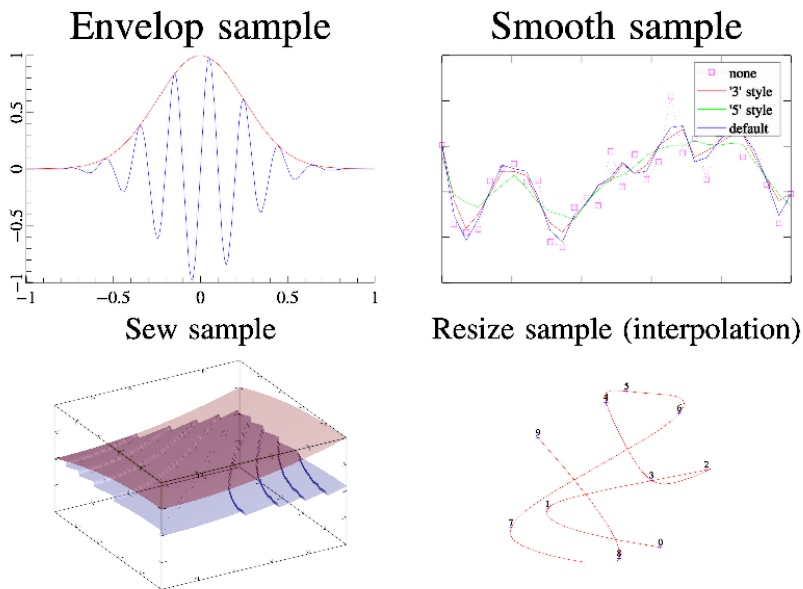 Envelop sample
Smooth sample
1
0.5
0
−0.5
−1
−1
−0.5
0
0.5
1
none
'3' style
'5' style
default
Sew sample
Resize sample (interpolation)
5
4
6
9
3
2
1
7
0
8